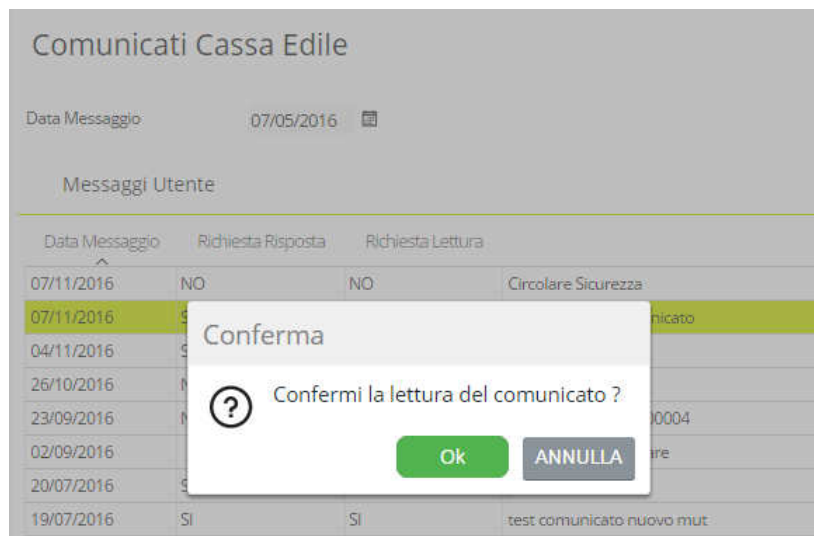 Comunicati Cassa Edile
Data Messaggio 07/05/2016
Messaggi Utente
Data Messaggio Richiesta Risposta Richiesta Lettura
07/11/2016 NO NO Circolare Sicurezza
07/11/2016 S nicato
04/11/2016 S
26/10/2016 N
23/09/2016 N 00004
02/09/2016 are
20/07/2016 S
19/07/2016 SI SI test comunicato nuovo mut
Conferma
Confermi la lettura del comunicato ?
Ok ANNULLA